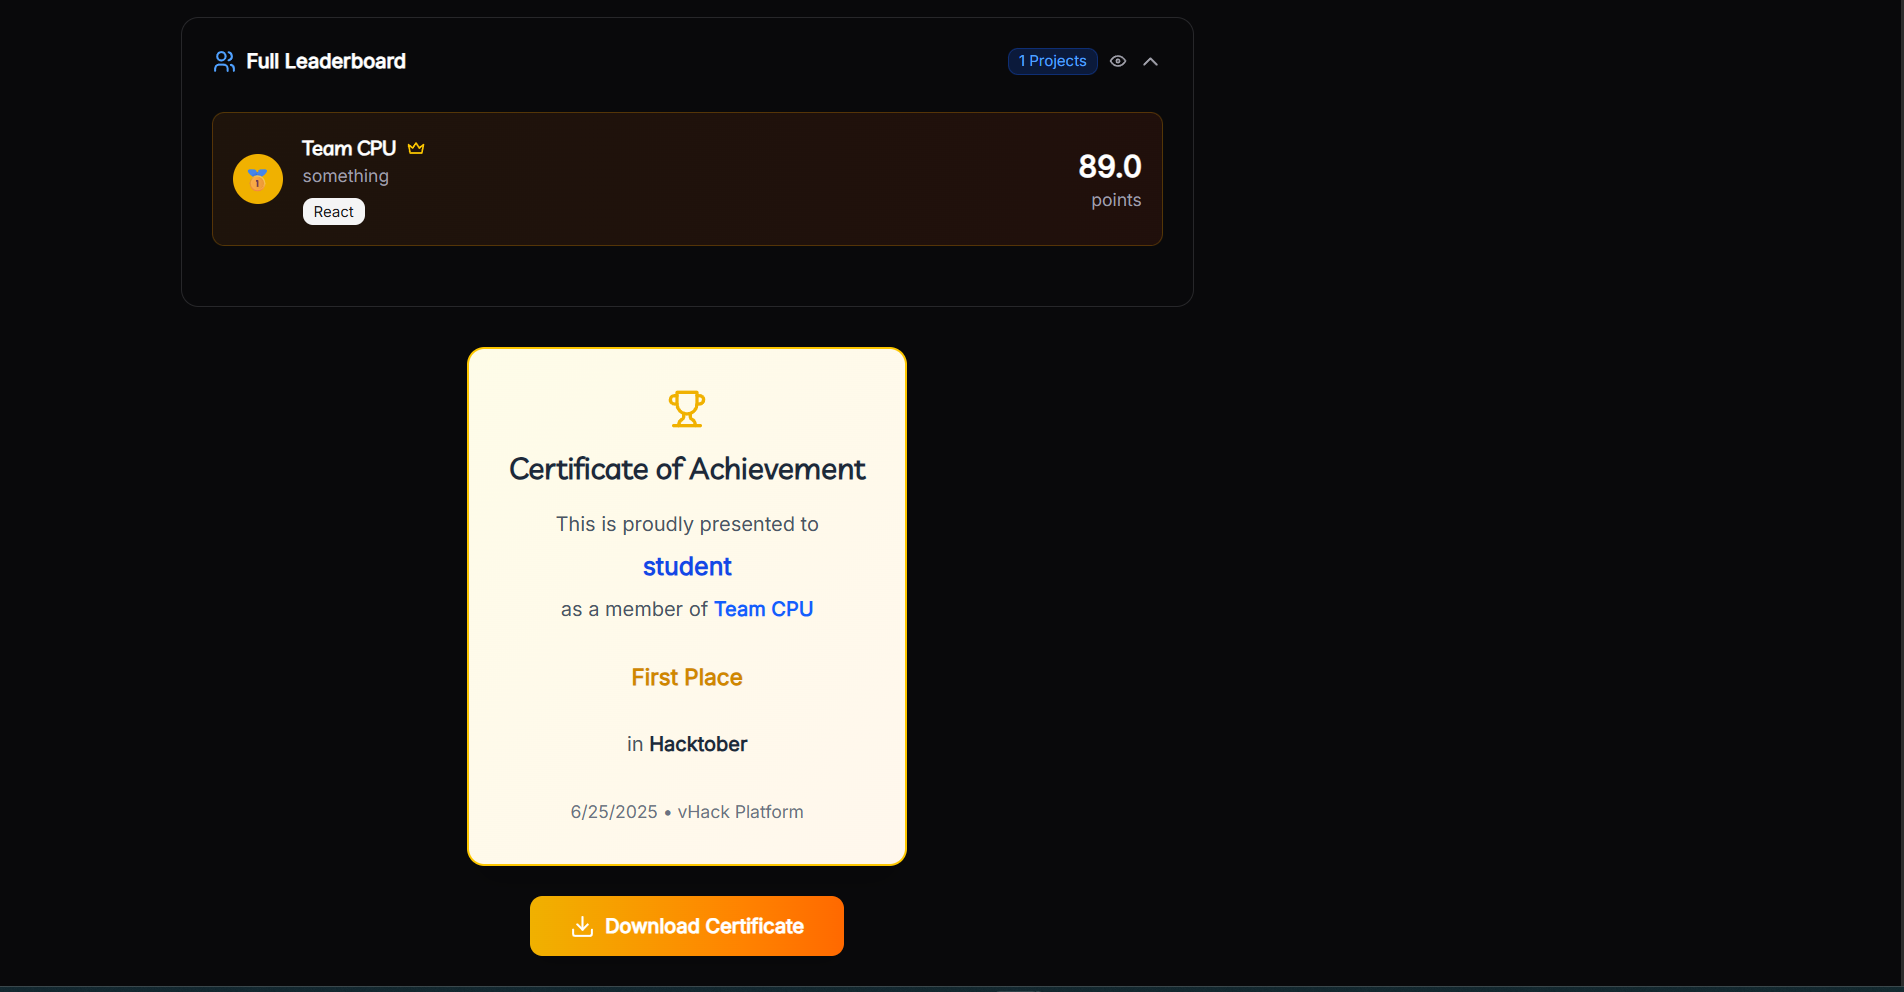 Full Leaderboard
1 Projects
Team CPU
something
React
1
89.0
points
Certificate of Achievement
This is proudly presented to
student
as a member of Team CPU
First Place
in Hacktober
6/25/2025 • vHack Platform
Download Certificate